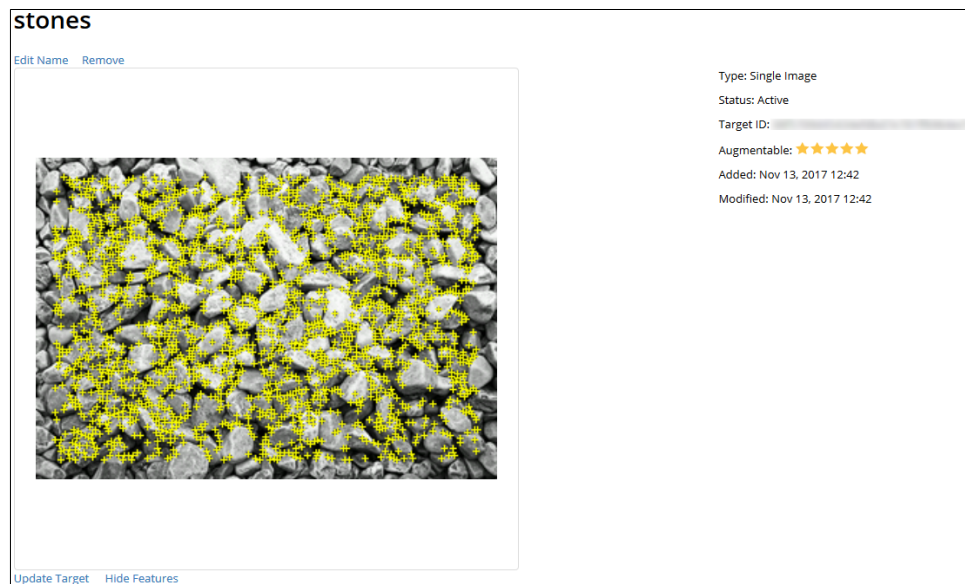 stones
Edit Name Remove
Type: Single Image
Status: Active
Target ID:
Augmentable:
Added: Nov 13, 2017 12:42
Modified: Nov 13, 2017 12:42
Update Target Hide Features